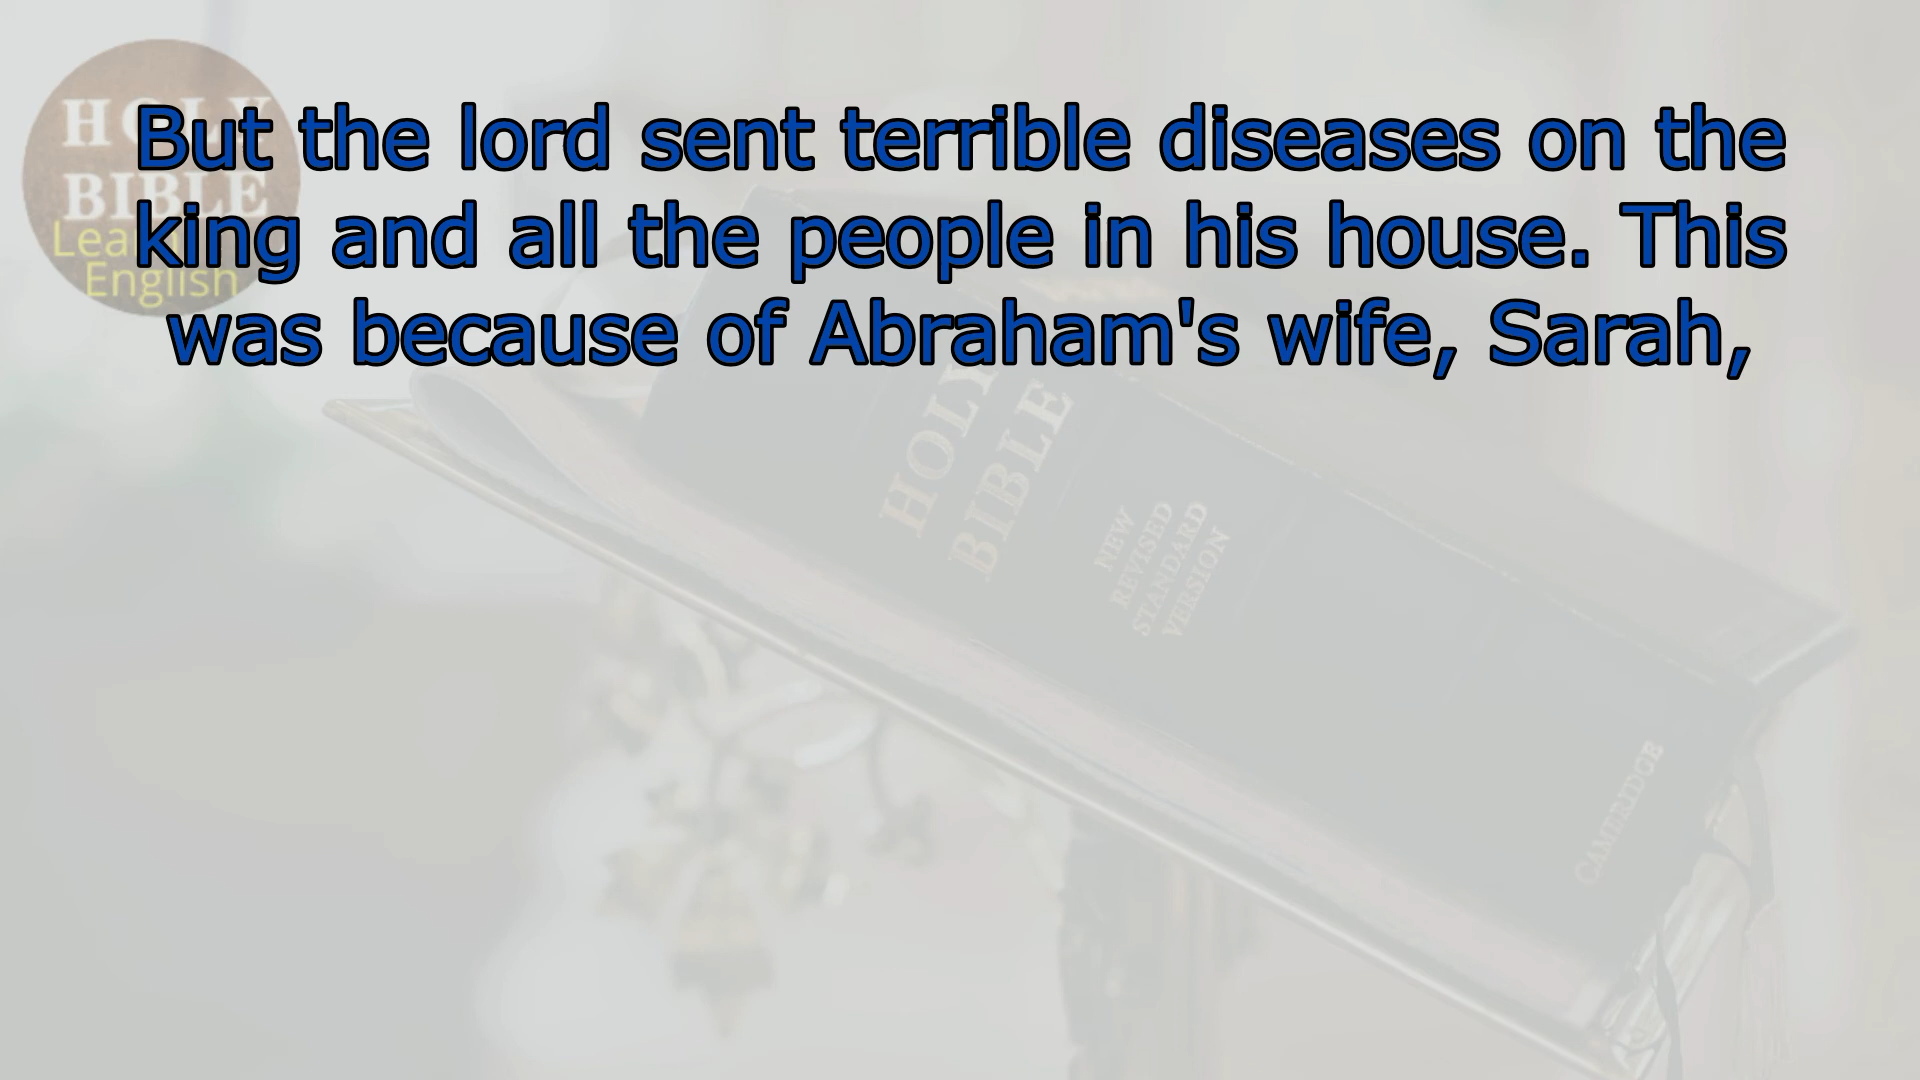 HOLY
BIBLE
Learning
English
But the lord sent terrible diseases on the
king and all the people in his house. This
was because of Abraham's wife, Sarah,
HOLY
BIBLE
NEW
REVISED
STANDARD
VERSION
CAMBRIDGE